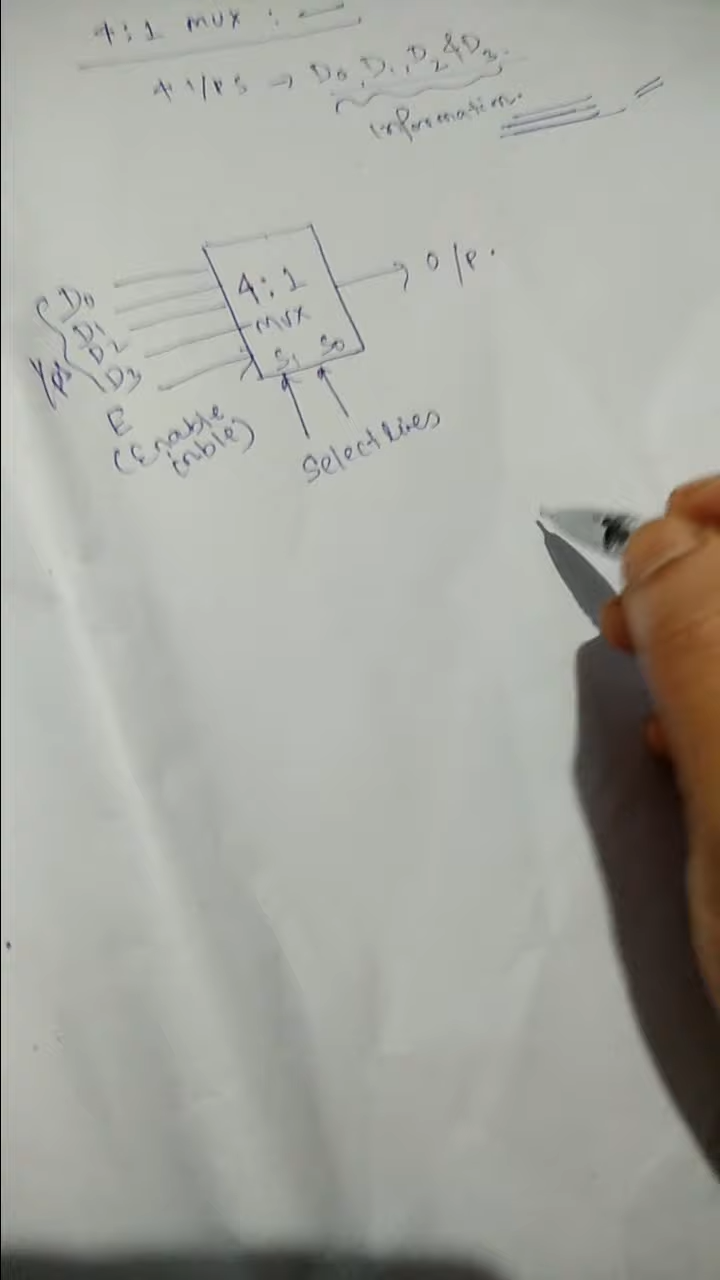 4:1 MUX :-
4 I/PS → D0, D1, D2 & D3.
information.
4:1
MUX
S1 S0
O/P.
D0
D1
D2
D3
I/Ps
E
(Enable
Select lines